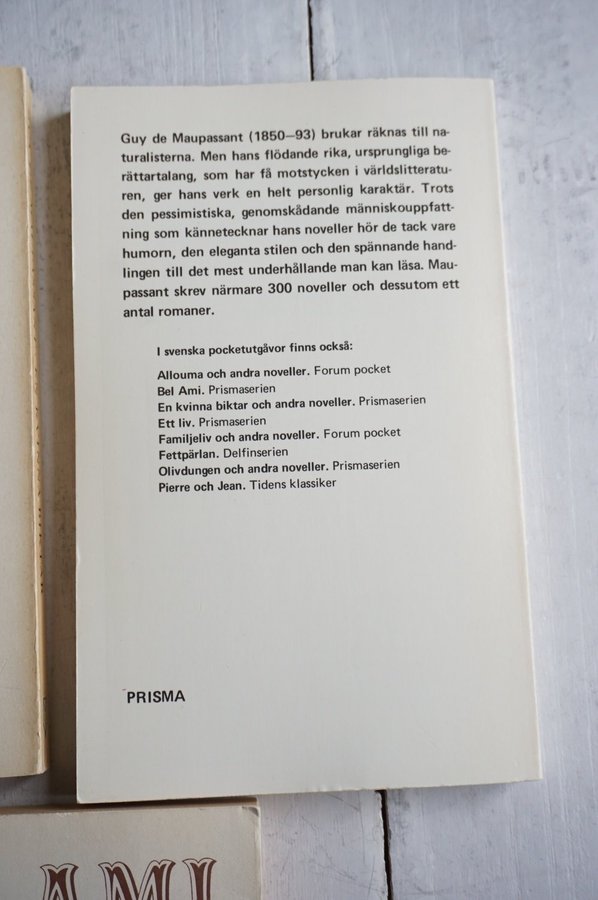 Guy de Maupassant (1850—93) brukar räknas till na-
turalisterna. Men hans flödande rika, ursprungliga be-
rättartalang, som har få motstycken i världslitteratu-
ren, ger hans verk en helt personlig karaktär. Trots
den pessimistiska, genomskådande människouppfatt-
ning som kännetecknar hans noveller hör de tack vare
humorn, den eleganta stilen och den spännande hand-
lingen till det mest underhållande man kan läsa. Mau-
passant skrev närmare 300 noveller och dessutom ett
antal romaner.
I svenska pocketutgåvor finns också:
Allouma och andra noveller. Forum pocket
Bel Ami. Prismaserien
En kvinna biktar och andra noveller. Prismaserien
Ett liv. Prismaserien
Familjeliv och andra noveller. Forum pocket
Fettpärlan. Delfinserien
Olivdungen och andra noveller. Prismaserien
Pierre och Jean. Tidens klassiker
PRISMA
AMI